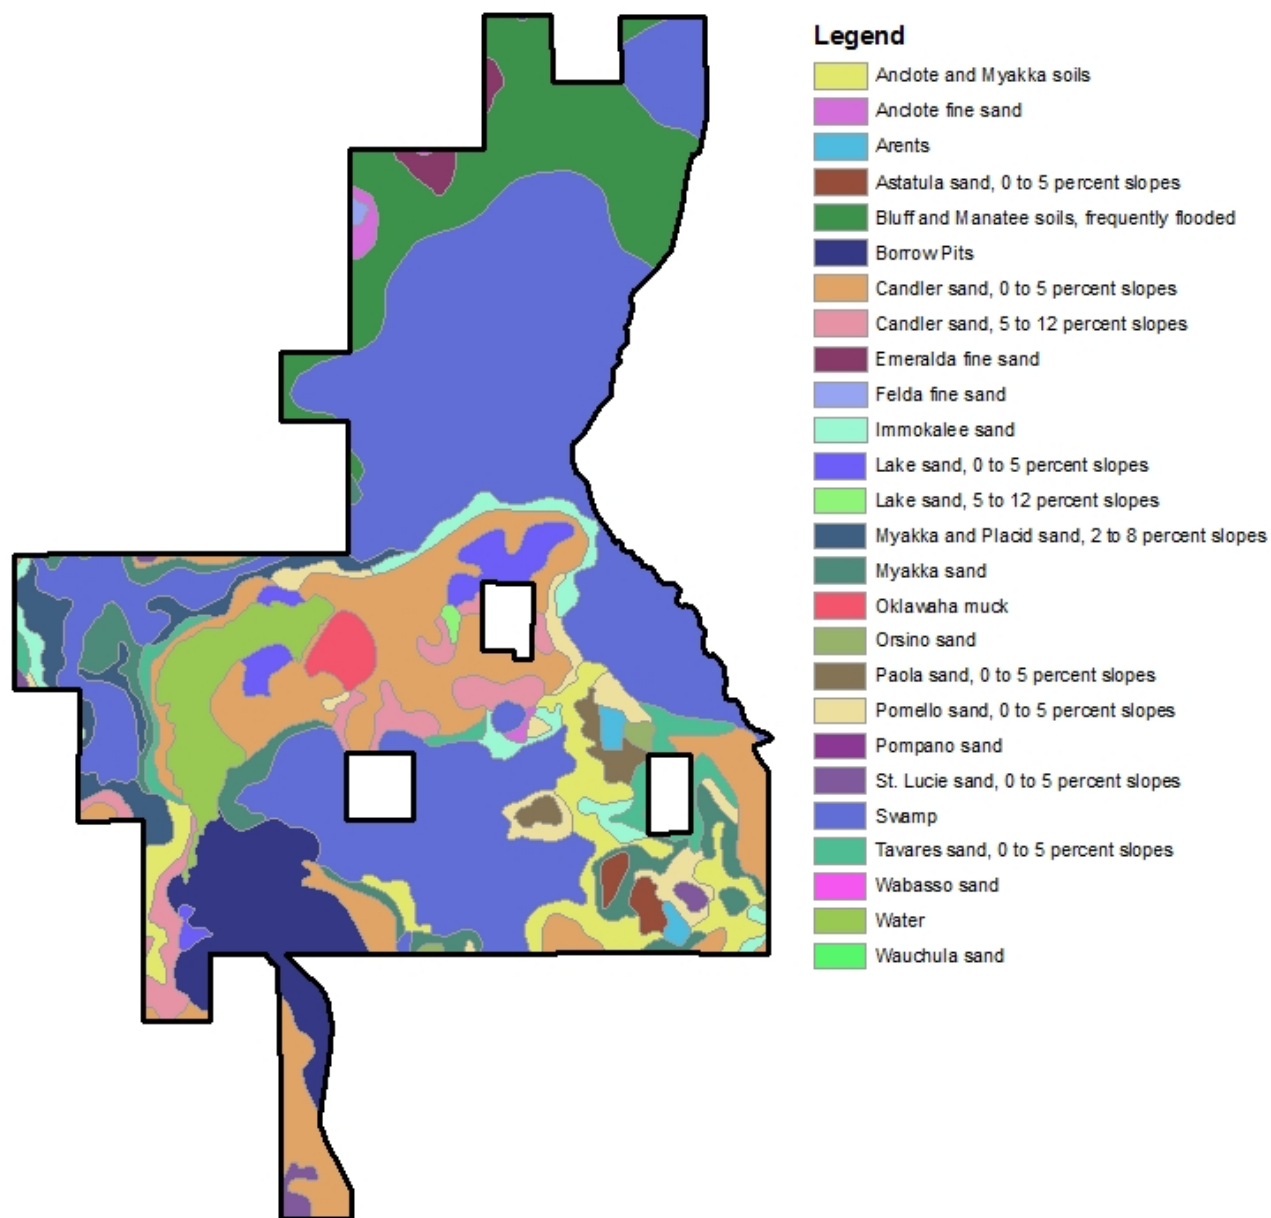 Legend
Anclote and Myakka soils
Anclote fine sand
Arents
Astatula sand, 0 to 5 percent slopes
Bluff and Manatee soils, frequently flooded
Borrow Pits
Candler sand, 0 to 5 percent slopes
Candler sand, 5 to 12 percent slopes
Emeralda fine sand
Felda fine sand
Immokalee sand
Lake sand, 0 to 5 percent slopes
Lake sand, 5 to 12 percent slopes
Myakka and Placid sand, 2 to 8 percent slopes
Myakka sand
Oklawaha muck
Orsino sand
Paola sand, 0 to 5 percent slopes
Pomello sand, 0 to 5 percent slopes
Pompano sand
St. Lucie sand, 0 to 5 percent slopes
Swamp
Tavares sand, 0 to 5 percent slopes
Wabasso sand
Water
Wauchula sand